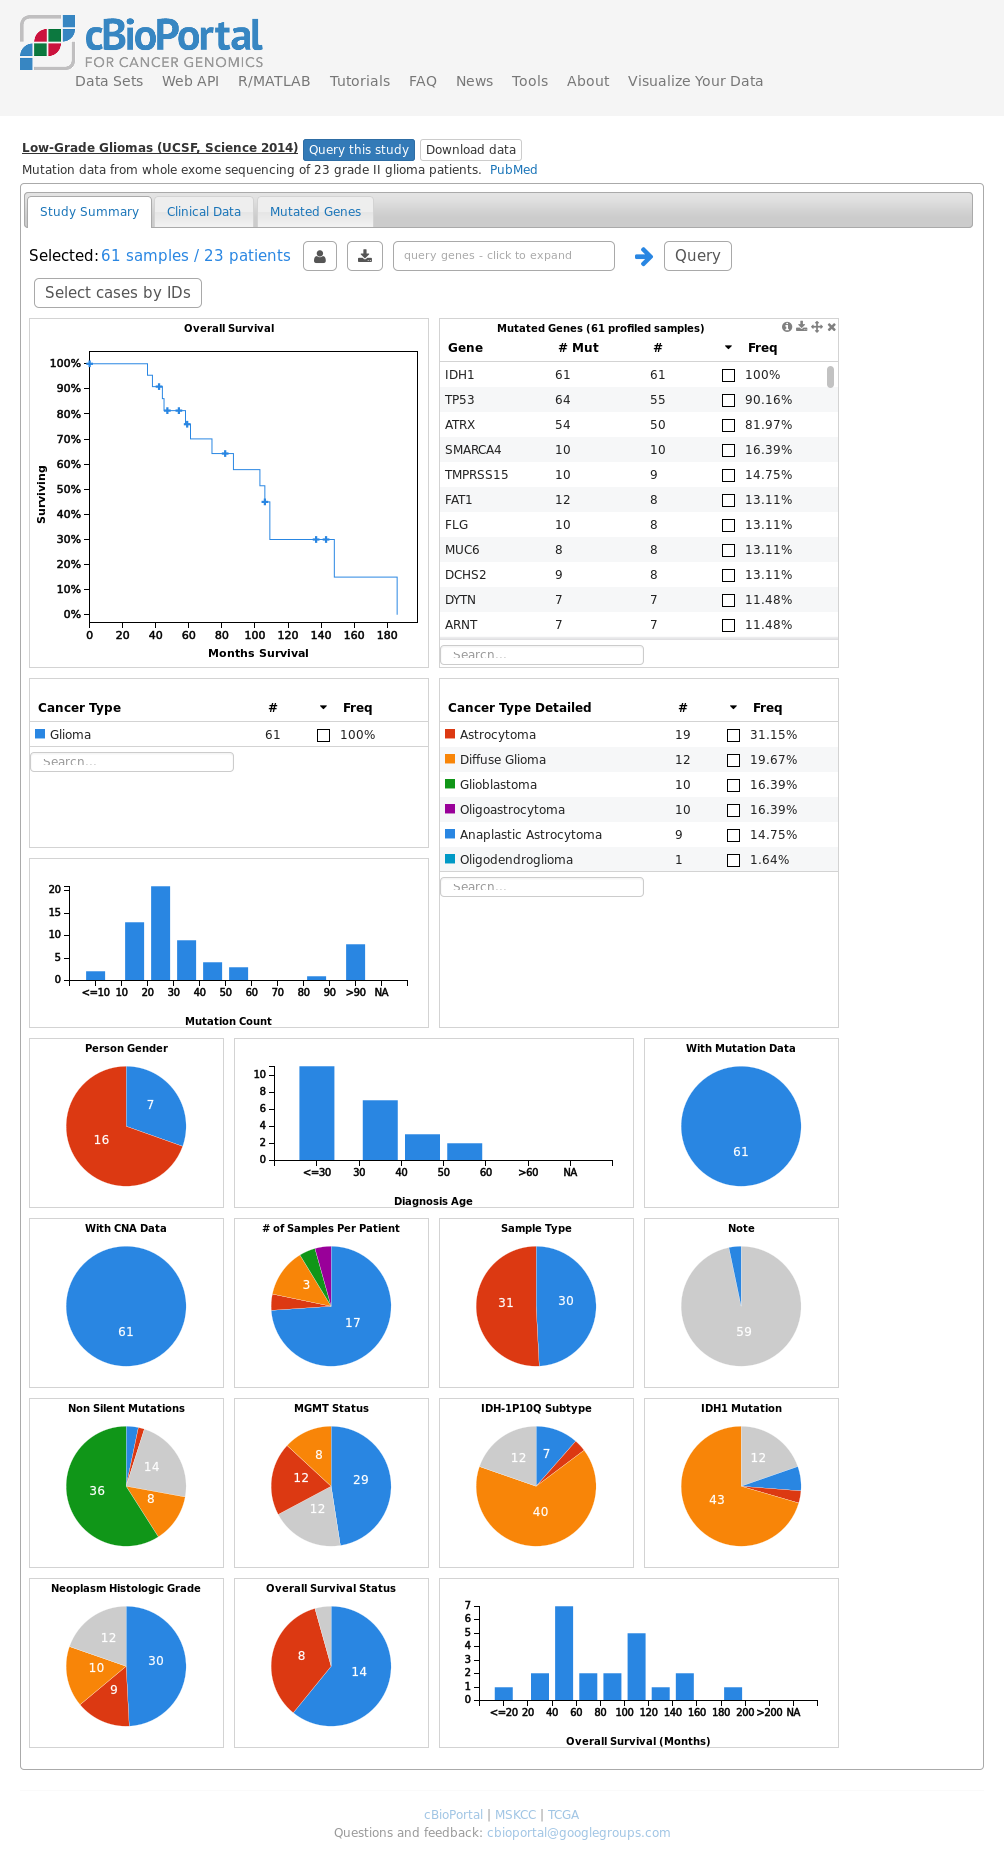 cBioPortal
FOR CANCER GENOMICS
Data Sets Web API R/MATLAB Tutorials FAQ News Tools About Visualize Your Data
Low-Grade Gliomas (UCSF, Science 2014) Query this study Download data
Mutation data from whole exome sequencing of 23 grade II glioma patients. PubMed
Study Summary Clinical Data Mutated Genes
Selected: 61 samples / 23 patients query genes - click to expand Query
Select cases by IDs
Overall Survival
100%
90%
80%
70%
60%
50%
40%
30%
20%
10%
0%
Surviving
0 20 40 60 80 100 120 140 160 180
Months Survival
Mutated Genes (61 profiled samples)
Gene # Mut # Freq
IDH1 61 61 100%
TP53 64 55 90.16%
ATRX 54 50 81.97%
SMARCA4 10 10 16.39%
TMPRSS15 10 9 14.75%
FAT1 12 8 13.11%
FLG 10 8 13.11%
MUC6 8 8 13.11%
DCHS2 9 8 13.11%
DYTN 7 7 11.48%
ARNT 7 7 11.48%
Search...
Cancer Type # Freq
Glioma 61 100%
Search...
Cancer Type Detailed # Freq
Astrocytoma 19 31.15%
Diffuse Glioma 12 19.67%
Glioblastoma 10 16.39%
Oligoastrocytoma 10 16.39%
Anaplastic Astrocytoma 9 14.75%
Oligodendroglioma 1 1.64%
Search...
20
15
10
5
0
<=10 10 20 30 40 50 60 70 80 90 >90 NA
Mutation Count
Person Gender
7
16
10
8
6
4
2
0
<=30 30 40 50 60 >60 NA
Diagnosis Age
With Mutation Data
61
With CNA Data
61
# of Samples Per Patient
3
17
Sample Type
31 30
Note
59
Non Silent Mutations
14
36
8
MGMT Status
8
12 29
12
IDH-1P10Q Subtype
12 7
40
IDH1 Mutation
12
43
Neoplasm Histologic Grade
12
30
10
9
Overall Survival Status
8
14
7
6
5
4
3
2
1
0
<=20 20 40 60 80 100 120 140 160 180 200 >200 NA
Overall Survival (Months)
cBioPortal | MSKCC | TCGA
Questions and feedback: cbioportal@googlegroups.com